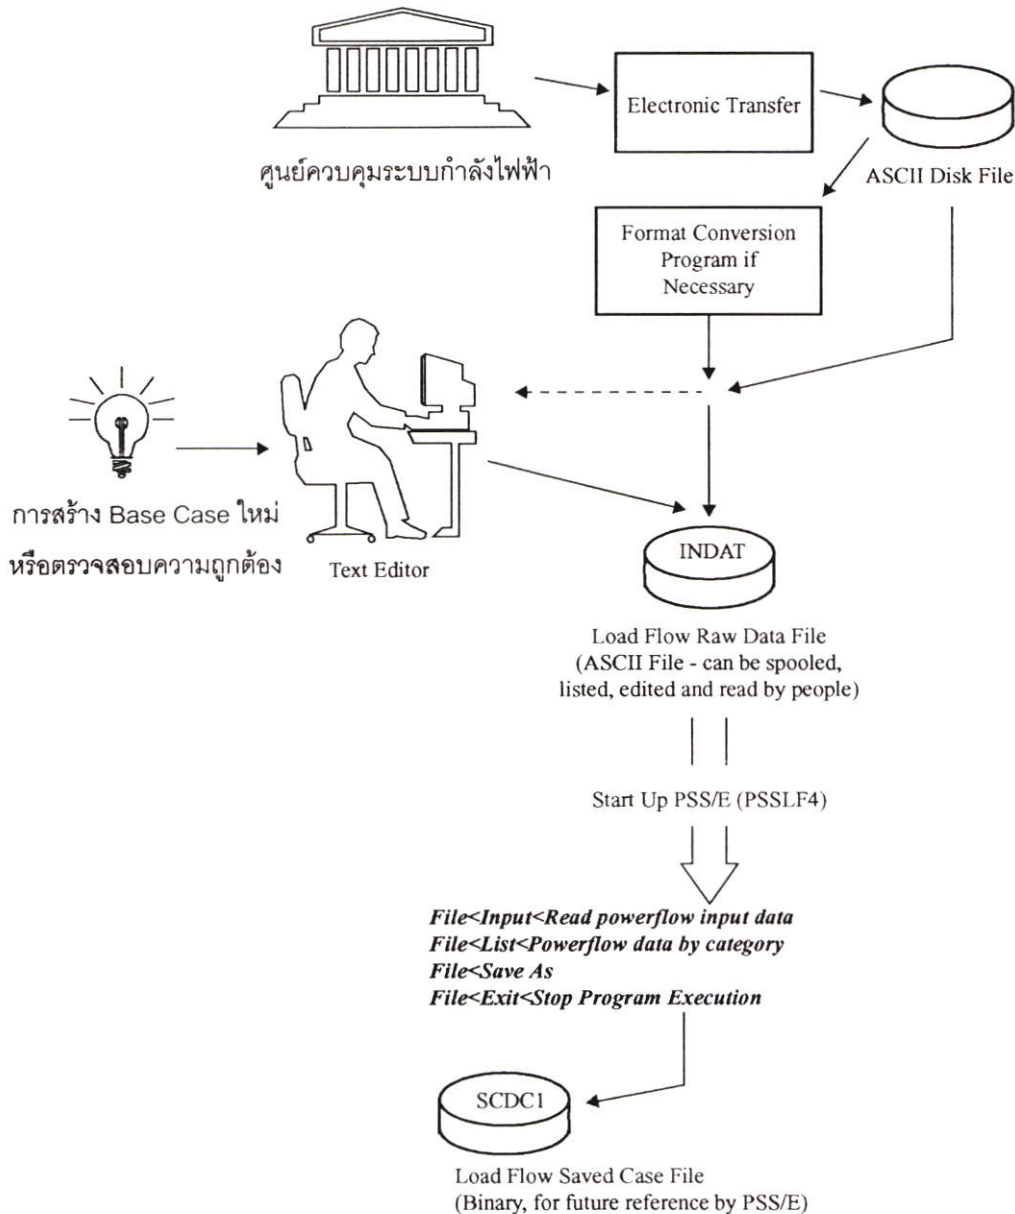 Electronic Transfer
ศูนย์ควบคุมระบบกำลังไฟฟ้า
ASCII Disk File
Format Conversion
Program if
Necessary
การสร้าง Base Case ใหม่
หรือตรวจสอบความถูกต้อง
Text Editor
INDAT
Load Flow Raw Data File
(ASCII File - can be spooled,
listed, edited and read by people)
Start Up PSS/E (PSSLF4)
File<Input<Read powerflow input data
File<List<Powerflow data by category
File<Save As
File<Exit<Stop Program Execution
SCDC1
Load Flow Saved Case File
(Binary, for future reference by PSS/E)